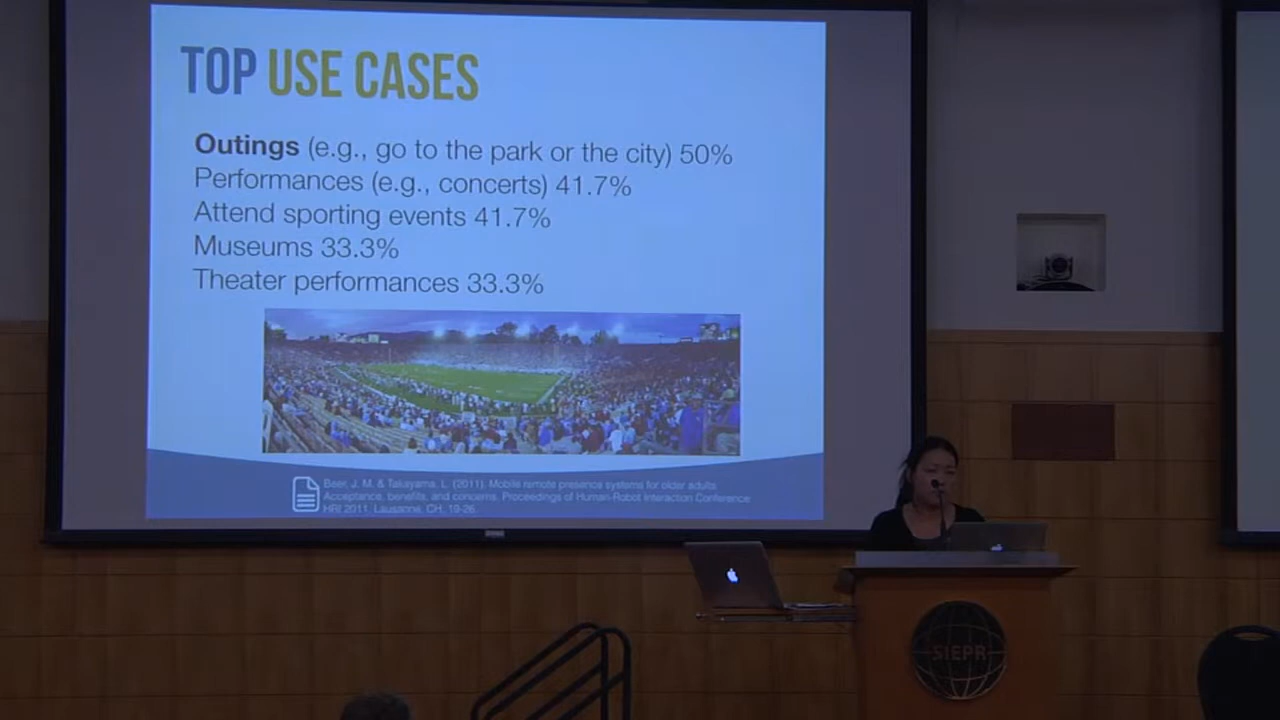 TOP USE CASES
Outings (e.g., go to the park or the city) 50%
Performances (e.g., concerts) 41.7%
Attend sporting events 41.7%
Museums 33.3%
Theater performances 33.3%
Beer, J. M. & Takayama, L. (2011). Mobile remote presence systems for older adults:
Acceptance, benefits, and concerns. Proceedings of Human-Robot Interaction Conference:
HRI 2011, Lausanne, CH, 19-26.
SIEPR